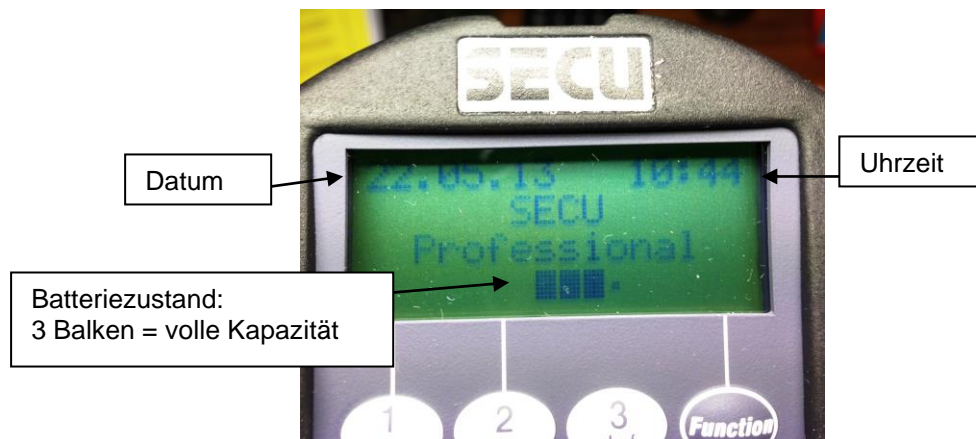 SECU
Datum
22.05.13 10:44
Uhrzeit
SECU
Professional
Batteriezustand:
3 Balken = volle Kapazität
1
2
3
Function